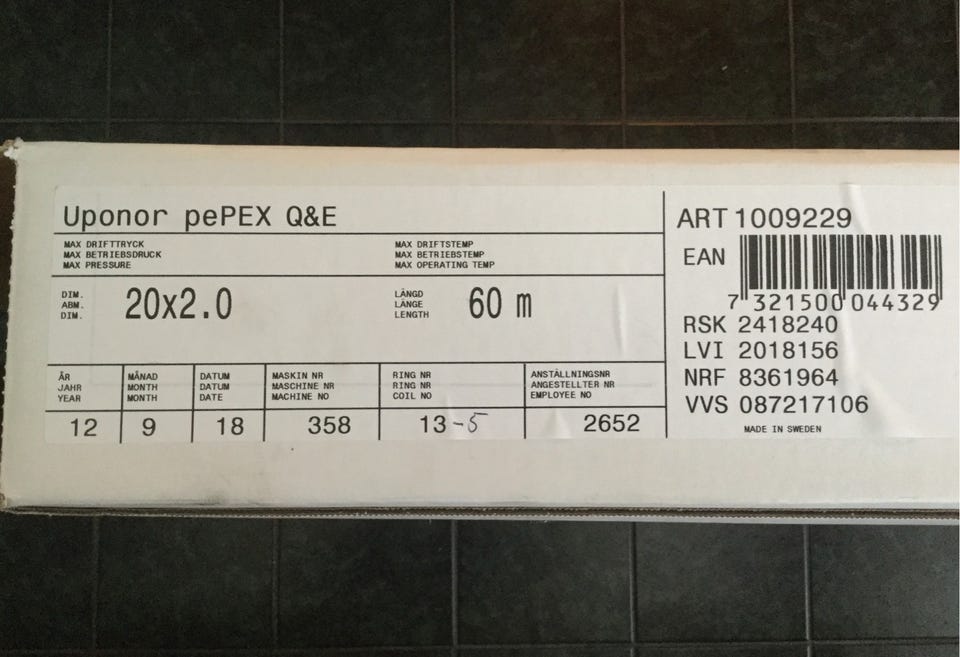 Uponor pePEX Q&E
MAX DRIFTTRYCK
MAX BETRIEBSDRUCK
MAX PRESSURE
MAX DRIFTSTEMP
MAX BETRIEBSTEMP
MAX OPERATING TEMP
DIM.
ABM.
DIM.
20x2.0
LÄNGD
LÄNGE
LENGTH
60 m
ÅR
JAHR
YEAR
MÅNAD
MONTH
MONTH
DATUM
DATUM
DATE
MASKIN NR
MASCHINE NR
MACHINE NO
RING NR
RING NR
COIL NO
ANSTÄLLNINGSNR
ANGESTELLTER NR
EMPLOYEE NO
12 9 18 358 13-5 2652
ART 1009229
EAN
7 321500 044329
RSK 2418240
LVI 2018156
NRF 8361964
VVS 087217106
MADE IN SWEDEN